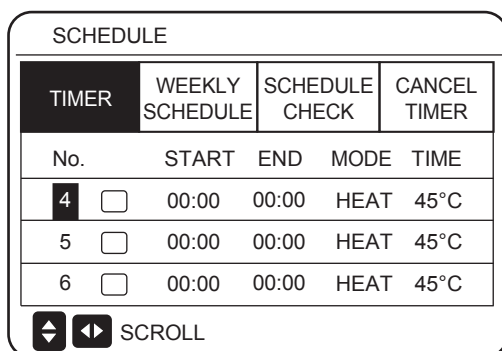 SCHEDULE
TIMER WEEKLY SCHEDULE SCHEDULE CHECK CANCEL TIMER
No. START END MODE TIME
4 00:00 00:00 HEAT 45°C
5 00:00 00:00 HEAT 45°C
6 00:00 00:00 HEAT 45°C
SCROLL